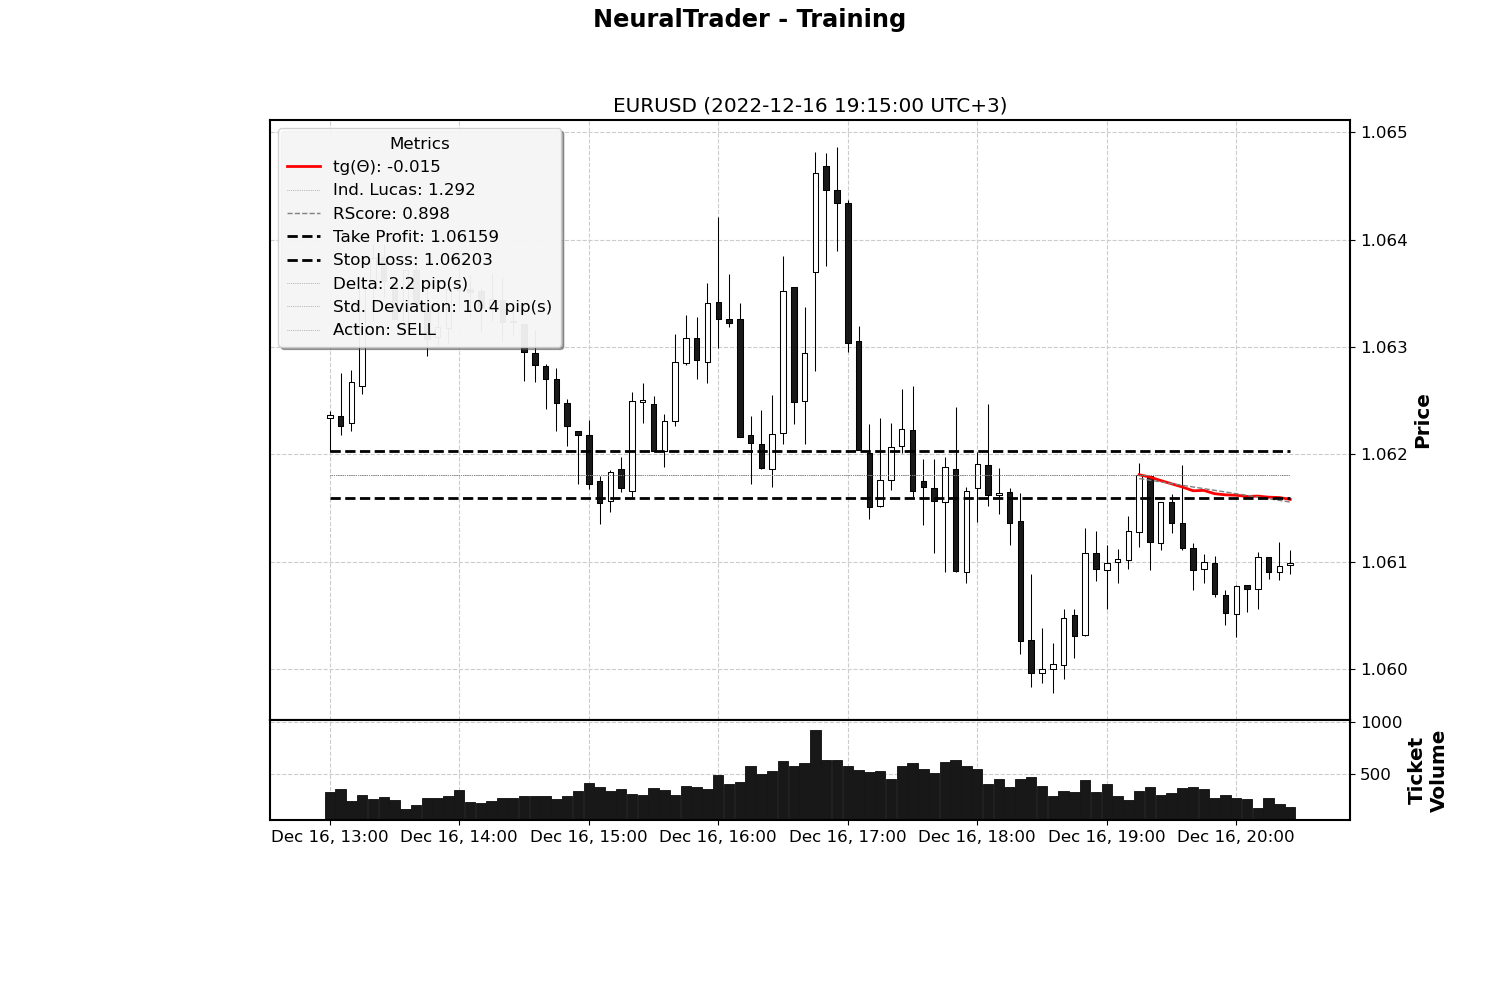 NeuralTrader - Training
EURUSD (2022-12-16 19:15:00 UTC+3)
Metrics
tg(Θ): -0.015
Ind. Lucas: 1.292
RScore: 0.898
Take Profit: 1.06159
Stop Loss: 1.06203
Delta: 2.2 pip(s)
Std. Deviation: 10.4 pip(s)
Action: SELL
1.065
1.064
1.063
1.062
1.061
1.060
Price
1000
500
Ticket
Volume
Dec 16, 13:00 Dec 16, 14:00 Dec 16, 15:00 Dec 16, 16:00 Dec 16, 17:00 Dec 16, 18:00 Dec 16, 19:00 Dec 16, 20:00